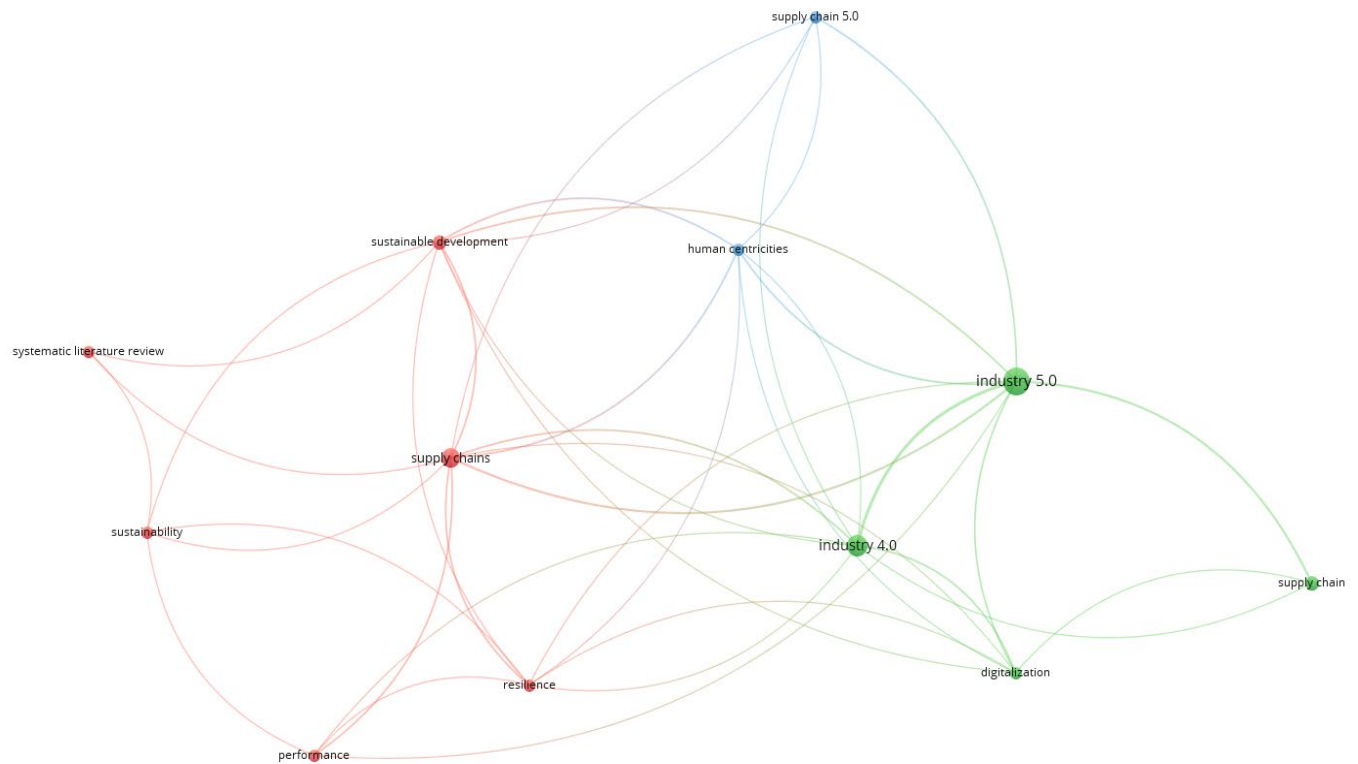 supply chain 5.0
sustainable development
human centricities
systematic literature review
industry 5.0
supply chains
sustainability
industry 4.0
supply chain
digitalization
resilience
performance